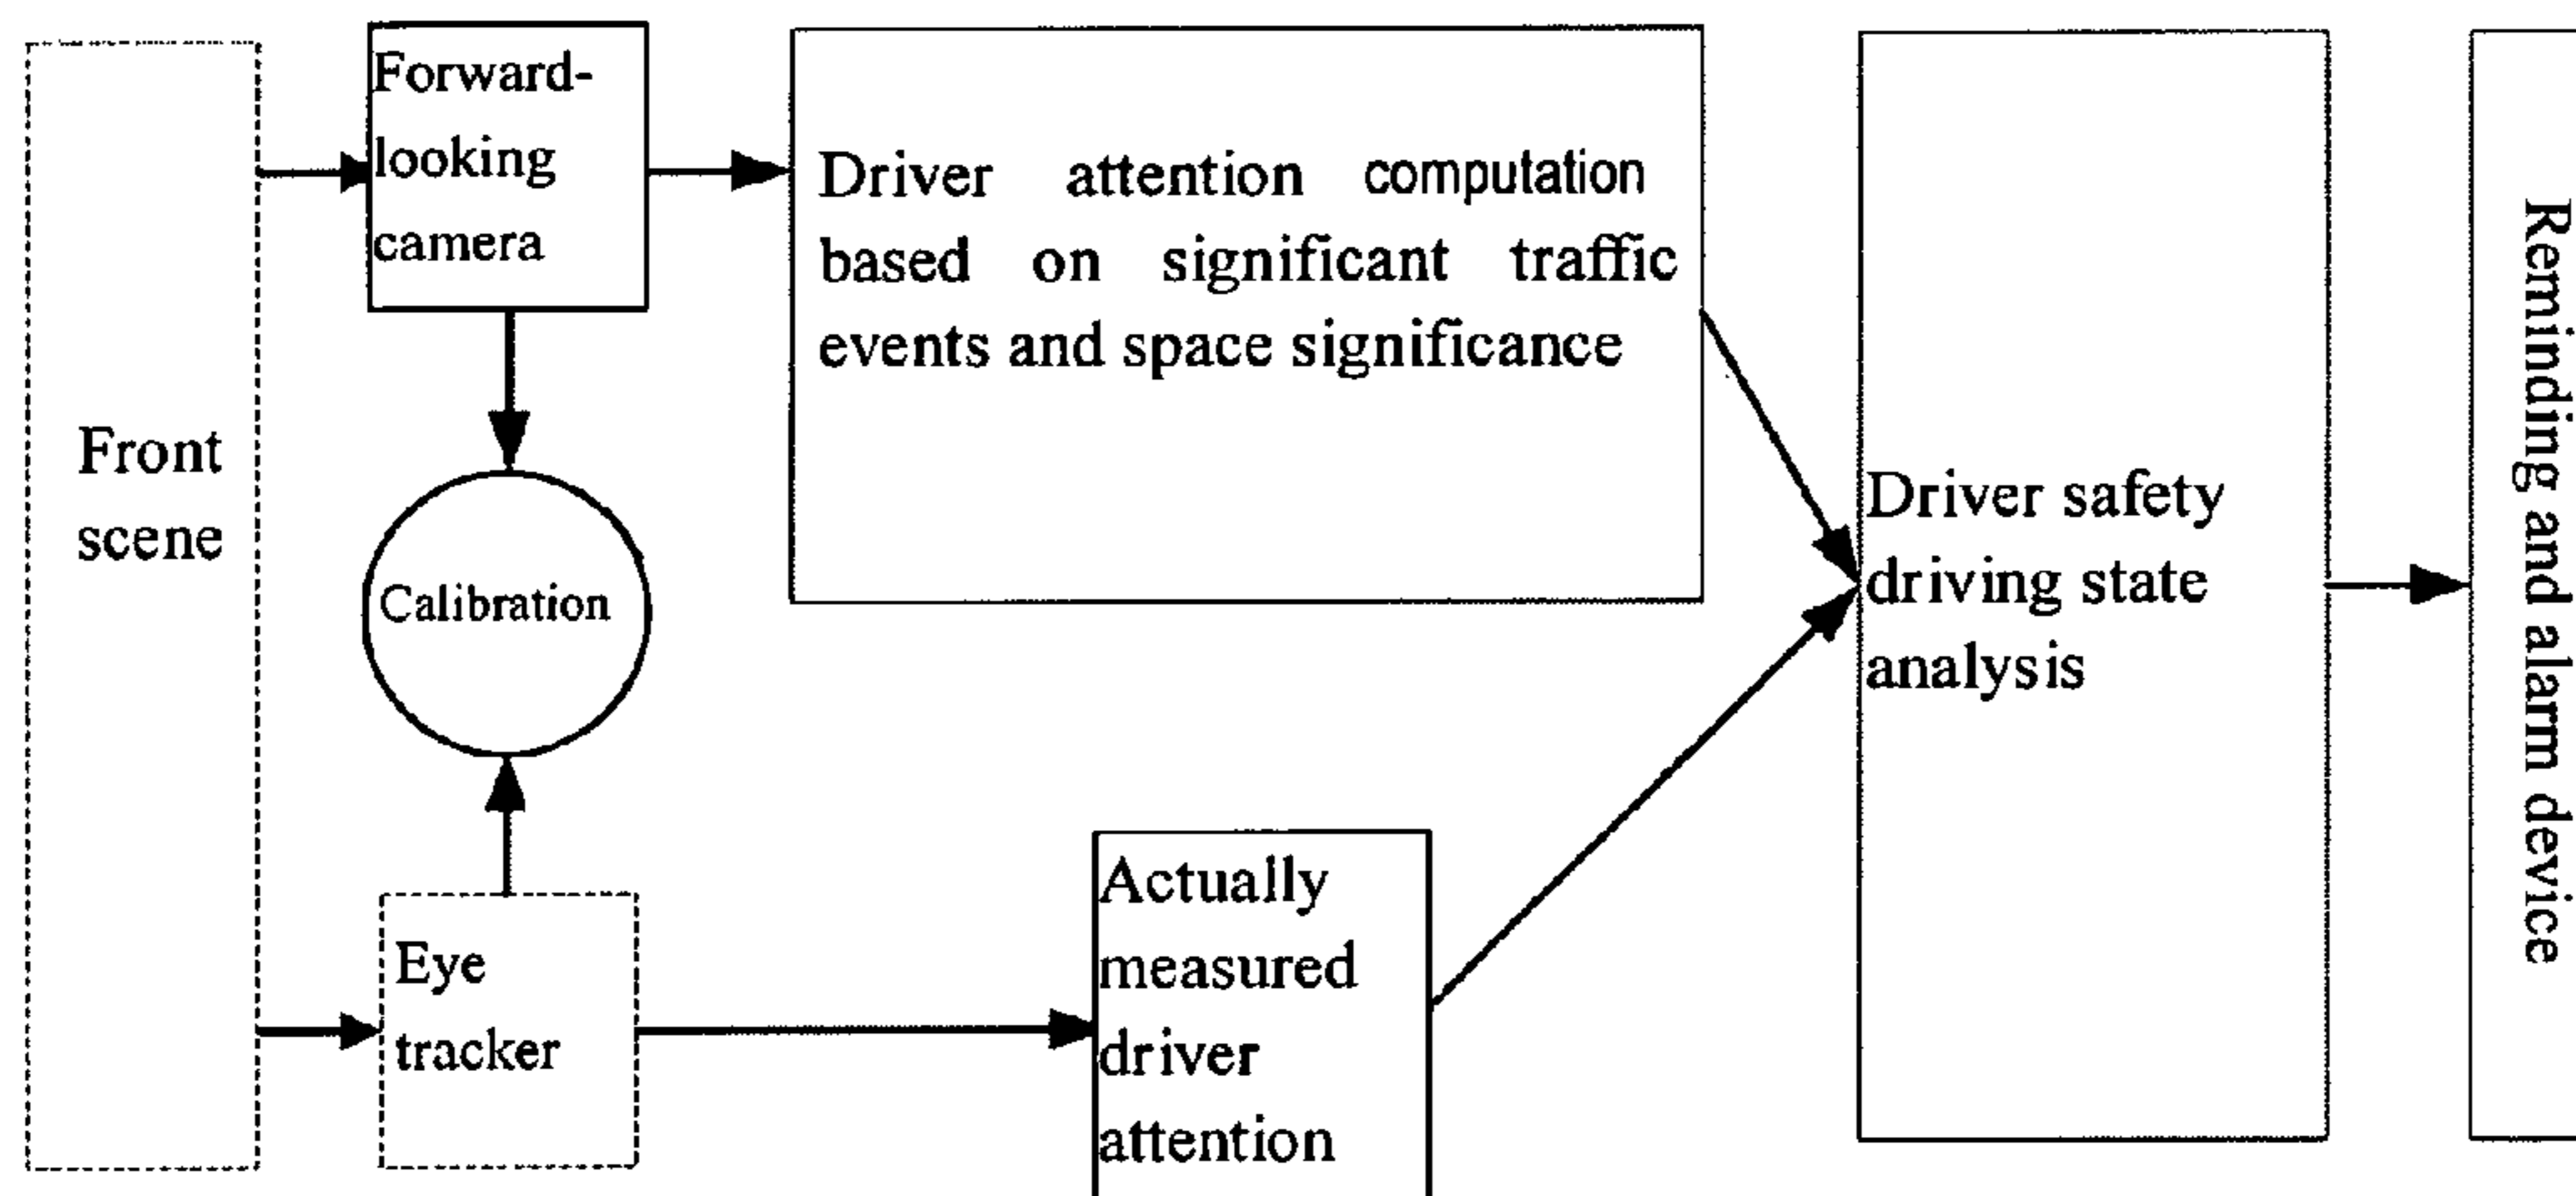 Front
scene
Forward-
looking
camera
Calibration
Eye
tracker
Driver attention computation
based on significant traffic
events and space significance
Actually
measured
driver
attention
Driver safety
driving state
analysis
Reminding and alarm device